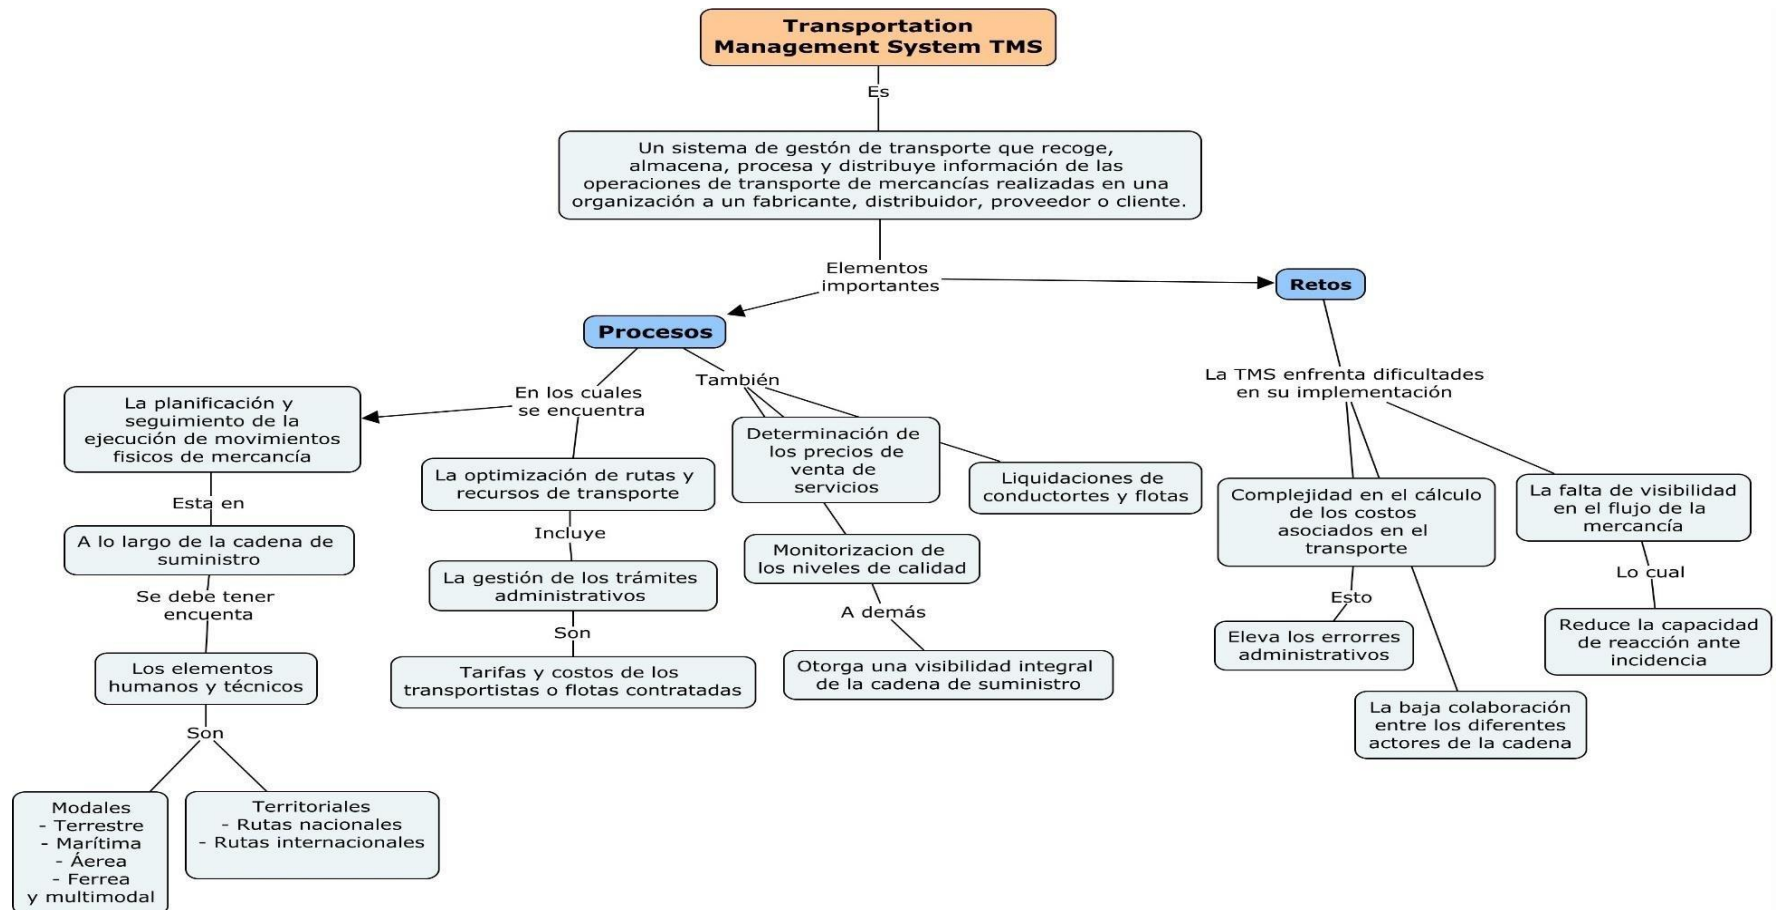 Transportation
Management System TMS
Es
Un sistema de gestón de transporte que recoge,
almacena, procesa y distribuye información de las
operaciones de transporte de mercancías realizadas en una
organización a un fabricante, distribuidor, proveedor o cliente.
Elementos
importantes
Procesos
En los cuales
se encuentra
La planificación y
seguimiento de la
ejecución de movimientos
fisicos de mercancía
Esta en
A lo largo de la cadena de
suministro
Se debe tener
encuenta
Los elementos
humanos y técnicos
Son
Modales
- Terrestre
- Marítima
- Áerea
- Ferrea
y multimodal
Territoriales
- Rutas nacionales
- Rutas internacionales
La optimización de rutas y
recursos de transporte
Incluye
La gestión de los trámites
administrativos
Son
Tarifas y costos de los
transportistas o flotas contratadas
También
Determinación de
los precios de
venta de
servicios
Monitorizacion de
los niveles de calidad
A demás
Otorga una visibilidad integral
de la cadena de suministro
Liquidaciones de
conductortes y flotas
Retos
La TMS enfrenta dificultades
en su implementación
Complejidad en el cálculo
de los costos
asociados en el
transporte
Esto
Eleva los errorres
administrativos
La baja colaboración
entre los diferentes
actores de la cadena
La falta de visibilidad
en el flujo de la
mercancía
Lo cual
Reduce la capacidad
de reacción ante
incidencia